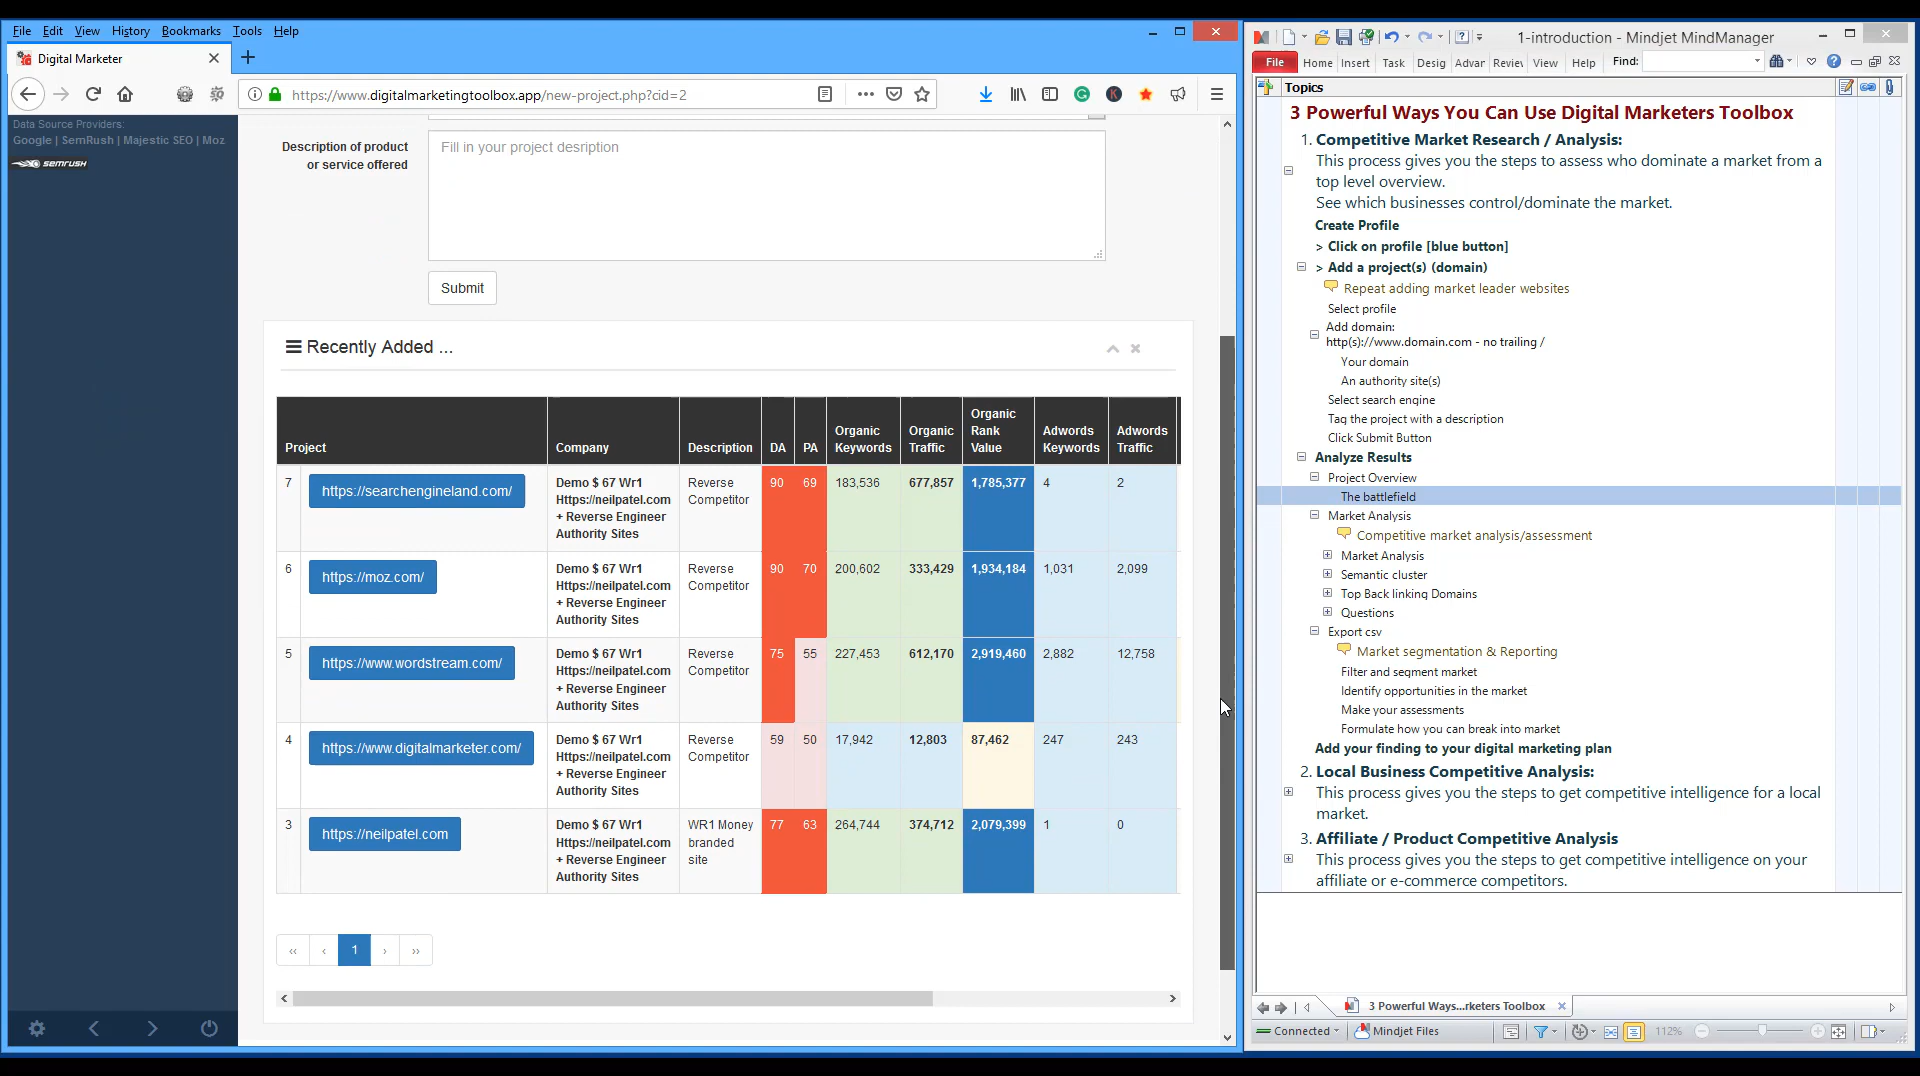 File Edit View History Bookmarks Tools Help
Digital Marketer
https://www.digitalmarketingtoolbox.app/new-project.php?cid=2
Data Source Providers:
Google | SemRush | Majestic SEO | Moz
SEMRUSH
Description of product
or service offered
Fill in your project desription
Submit
Recently Added ...
Project Company Description DA PA Organic Keywords Organic Traffic Organic Rank Value Adwords Keywords Adwords Traffic
7 https://searchengineland.com/ Demo $ 67 Wr1 Https://neilpatel.com + Reverse Engineer Authority Sites Reverse Competitor 90 69 183,536 677,857 1,785,377 4 2
6 https://moz.com/ Demo $ 67 Wr1 Https://neilpatel.com + Reverse Engineer Authority Sites Reverse Competitor 90 70 200,602 333,429 1,934,184 1,031 2,099
5 https://www.wordstream.com/ Demo $ 67 Wr1 Https://neilpatel.com + Reverse Engineer Authority Sites Reverse Competitor 75 55 227,453 612,170 2,919,460 2,882 12,758
4 https://www.digitalmarketer.com/ Demo $ 67 Wr1 Https://neilpatel.com + Reverse Engineer Authority Sites Reverse Competitor 59 50 17,942 12,803 87,462 247 243
3 https://neilpatel.com Demo $ 67 Wr1 Https://neilpatel.com + Reverse Engineer Authority Sites WR1 Money branded site 77 63 264,744 374,712 2,079,399 1 0
‹‹ ‹ 1 › ››
1-introduction - Mindjet MindManager
File Home Insert Task Desig Advar Reviev View Help Find:
Topics
3 Powerful Ways You Can Use Digital Marketers Toolbox
1. Competitive Market Research / Analysis:
This process gives you the steps to assess who dominate a market from a
top level overview.
See which businesses control/dominate the market.
Create Profile
> Click on profile [blue button]
> Add a project(s) (domain)
Repeat adding market leader websites
Select profile
Add domain:
http(s)://www.domain.com - no trailing /
Your domain
An authority site(s)
Select search engine
Tag the project with a description
Click Submit Button
Analyze Results
Project Overview
The battlefield
Market Analysis
Competitive market analysis/assessment
Market Analysis
Semantic cluster
Top Back linking Domains
Questions
Export csv
Market segmentation & Reporting
Filter and segment market
Identify opportunities in the market
Make your assessments
Formulate how you can break into market
Add your finding to your digital marketing plan
2. Local Business Competitive Analysis:
This process gives you the steps to get competitive intelligence for a local
market.
3. Affiliate / Product Competitive Analysis
This process gives you the steps to get competitive intelligence on your
affiliate or e-commerce competitors.
3 Powerful Ways...rketers Toolbox
Connected Mindjet Files 112%